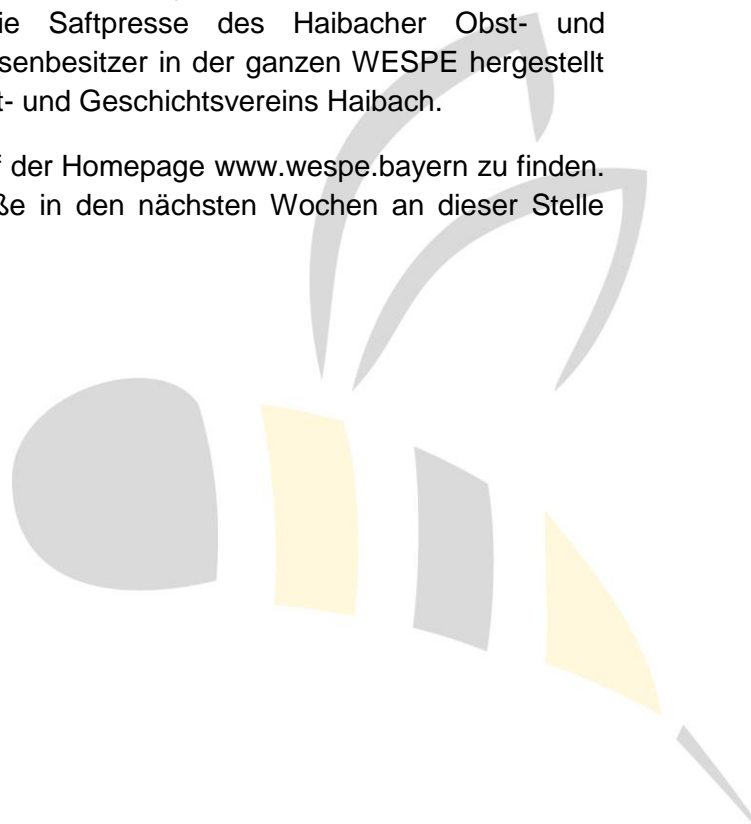 ie Saftpresse des Haibacher Obst- und
senbesitzer in der ganzen WESPE hergestellt
t- und Geschichtsvereins Haibach.
f der Homepage www.wespe.bayern zu finden.
ße in den nächsten Wochen an dieser Stelle